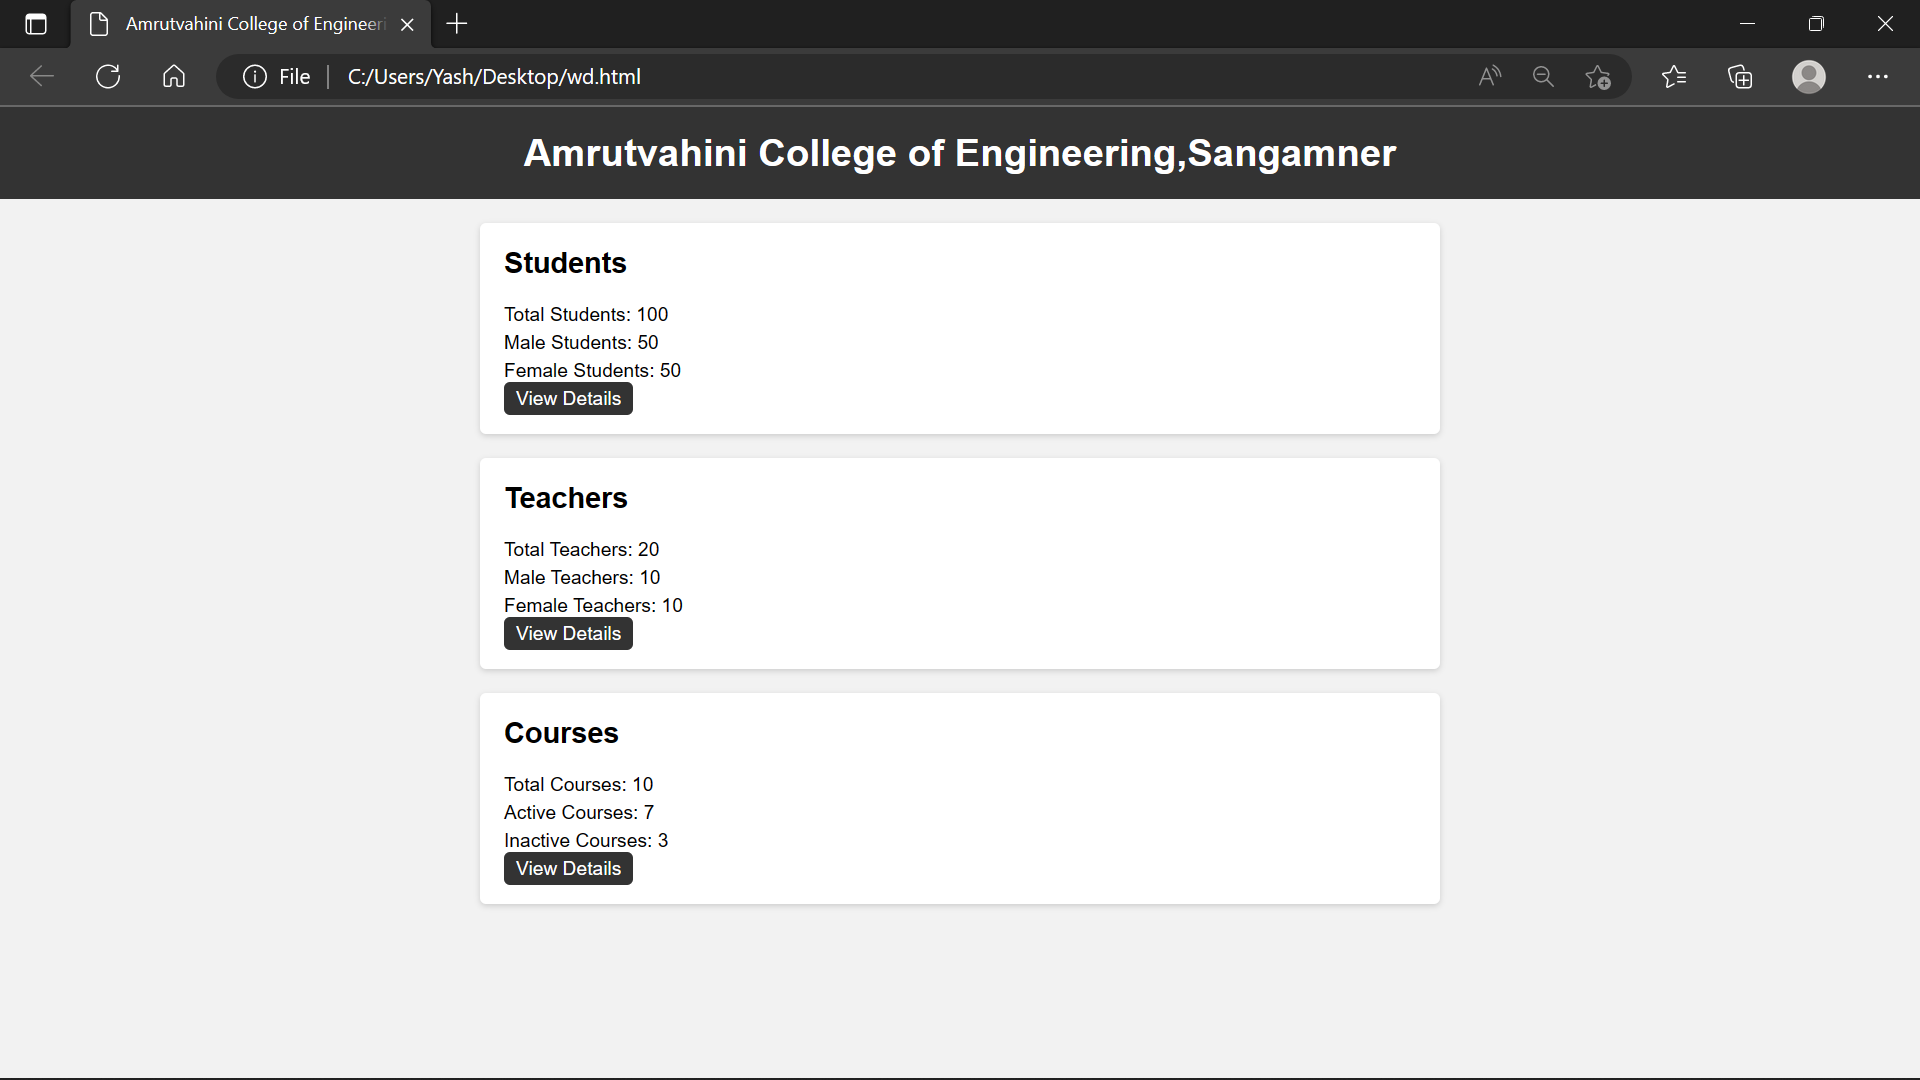 Amrutvahini College of Engineeri
File
C:/Users/Yash/Desktop/wd.html
Amrutvahini College of Engineering,Sangamner
Students
Total Students: 100
Male Students: 50
Female Students: 50
View Details
Teachers
Total Teachers: 20
Male Teachers: 10
Female Teachers: 10
View Details
Courses
Total Courses: 10
Active Courses: 7
Inactive Courses: 3
View Details